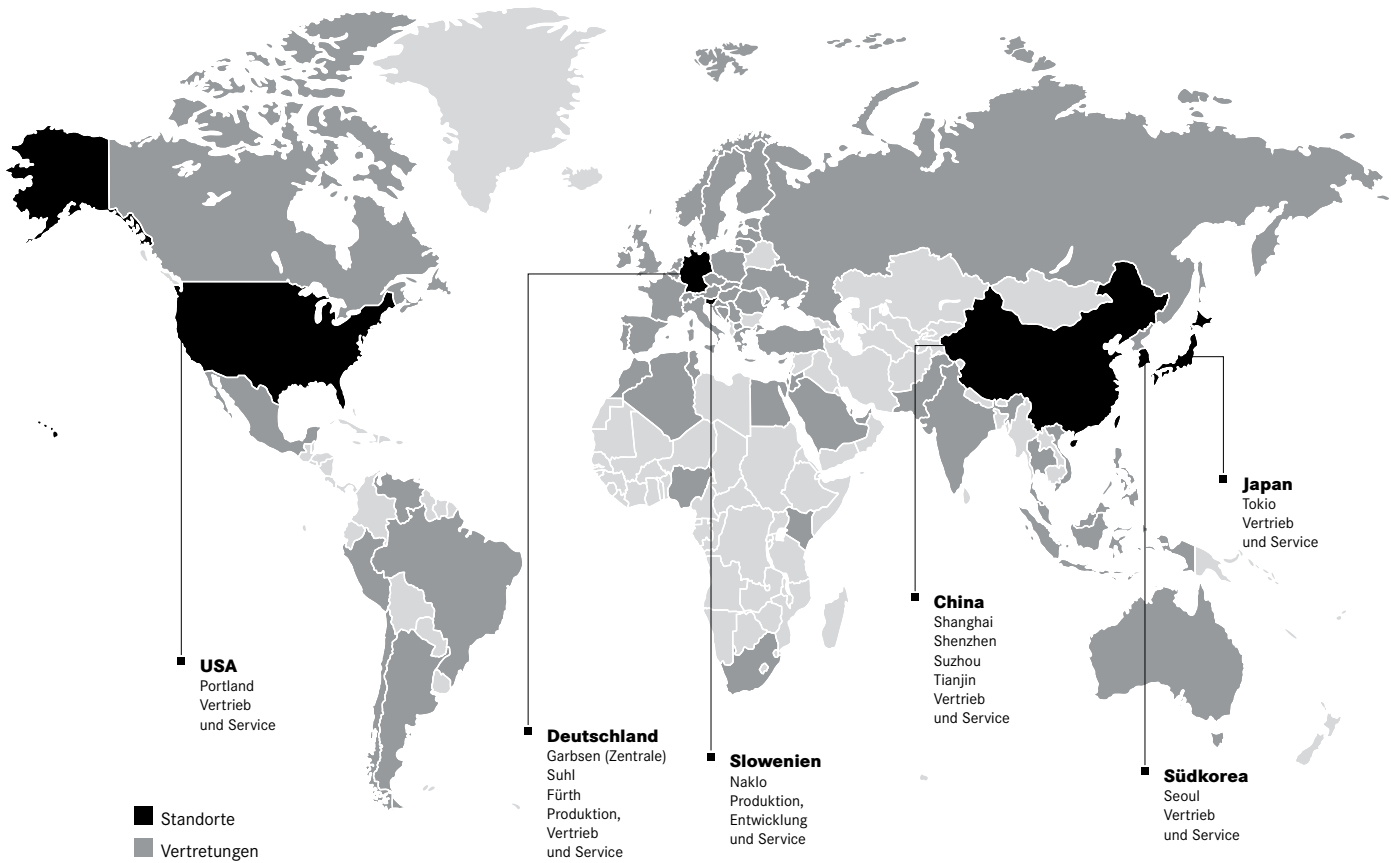 Japan
Tokio
Vertrieb
und Service
China
Shanghai
Shenzhen
Suzhou
Tianjin
Vertrieb
und Service
USA
Portland
Vertrieb
und Service
Deutschland
Garbsen (Zentrale)
Suhl
Fürth
Produktion,
Vertrieb
und Service
Slowenien
Naklo
Produktion,
Entwicklung
und Service
Südkorea
Seoul
Vertrieb
und Service
Standorte
Vertretungen